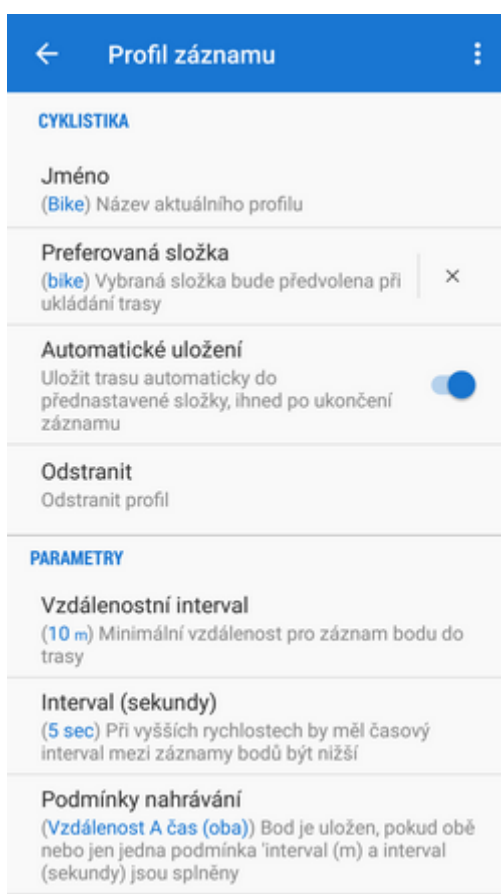 Profil záznamu
CYKLISTIKA
Jméno
(Bike) Název aktuálního profilu
Preferovaná složka
(bike) Vybraná složka bude předvolena při
ukládání trasy
Automatické uložení
Uložit trasu automaticky do
přednastavené složky, ihned po ukončení
záznamu
Odstranit
Odstranit profil
PARAMETRY
Vzdálenostní interval
(10 m) Minimální vzdálenost pro záznam bodu do
trasy
Interval (sekundy)
(5 sec) Při vyšších rychlostech by měl časový
interval mezi záznamy bodů být nižší
Podmínky nahrávání
(Vzdálenost A čas (oba)) Bod je uložen, pokud obě
nebo jen jedna podmínka 'interval (m) a interval
(sekundy) jsou splněny